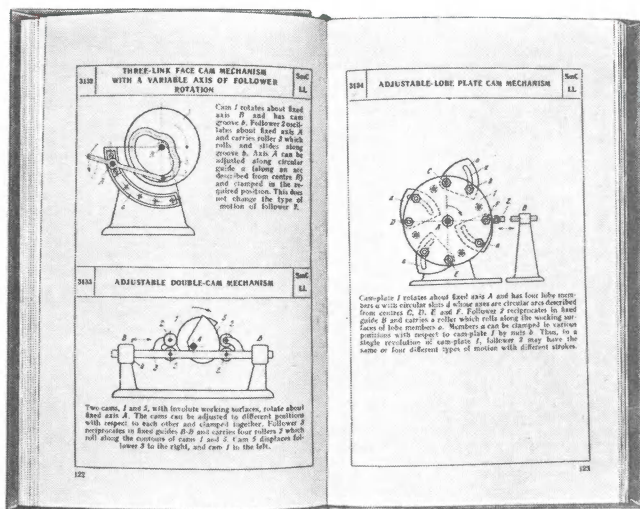 3132
THREE-LINK FACE CAM MECHANISM
WITH A VARIABLE AXIS OF FOLLOWER
ROTATION
SmC
LL
Cam 1 rotates about fixed
axis B and has cam
groove b. Follower 2 oscil-
lates about fixed axis A
and carries roller 3 which
rolls and slides along
groove b. Axis A can be
adjusted along circular
guide a (along an arc
described from centre B)
and clamped in the re-
quired position. This does
not change the type of
motion of follower 2.
3133
ADJUSTABLE DOUBLE-CAM MECHANISM
SmC
LL
B
A
B
Two cams, 1 and 5, with involute working surfaces, rotate about
fixed axis A. The cams can be adjusted to different positions
with respect to each other and clamped together. Follower 3
reciprocates in fixed guides B-B and carries four rollers 2 which
roll along the contours of cams 1 and 5. Cam 5 displaces fol-
lower 3 to the right, and cam 1 to the left.
122
3134
ADJUSTABLE-LOBE PLATE CAM MECHANISM
SmC
LL
C
D
A
E
B
Cam-plate 1 rotates about fixed axis A and has four lobe mem-
bers a with circular slots d whose axes are circular arcs described
from centres C, D, E and F. Follower 2 reciprocates in fixed
guide B and carries a roller which rolls along the working sur-
faces of lobe members a. Members a can be clamped in various
positions with respect to cam-plate 1 by nuts b. Thus, in a
single revolution of cam-plate 1, follower 2 may have the
same or four different types of motion with different strokes.
123